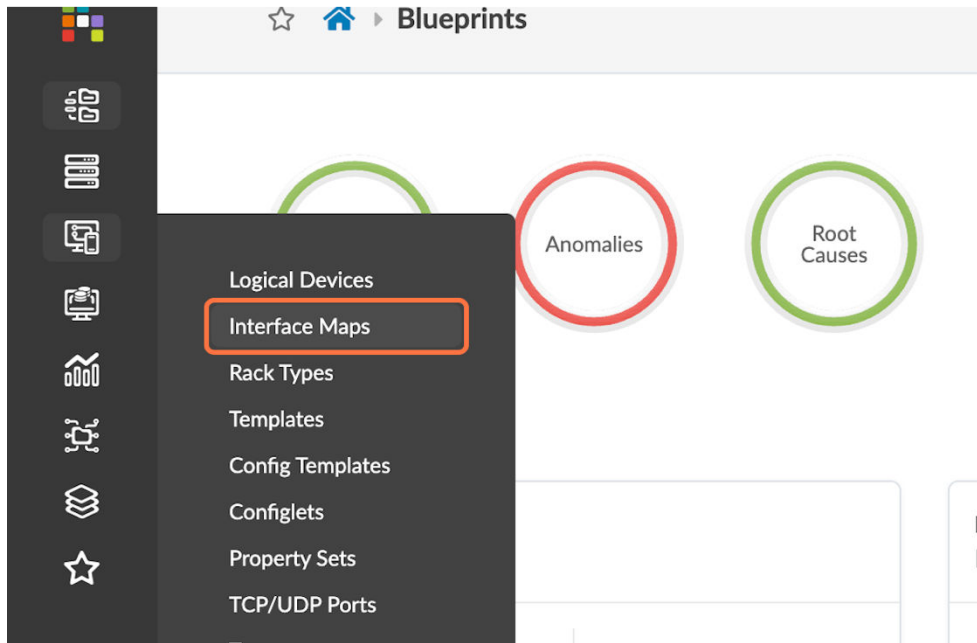 Blueprints
Anomalies
Root
Causes
Logical Devices
Interface Maps
Rack Types
Templates
Config Templates
Configlets
Property Sets
TCP/UDP Ports